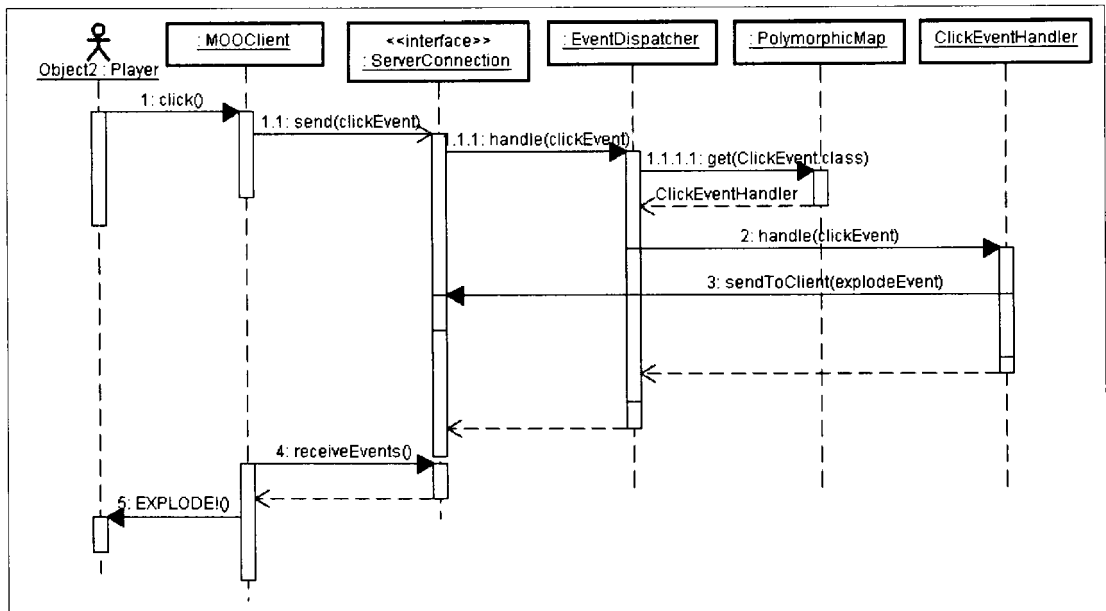 Object2 : Player
: MOOClient
<<interface>>
: ServerConnection
: EventDispatcher
: PolymorphicMap
ClickEventHandler
1: click()
1.1: send(clickEvent)
1.1.1: handle(clickEvent)
1.1.1.1: get(ClickEvent.class)
ClickEventHandler
2: handle(clickEvent)
3: sendToClient(explodeEvent)
4: receiveEvents()
5: EXPLODE!()